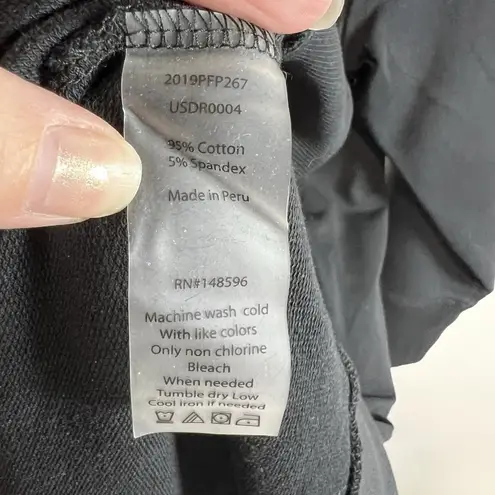 2019PFP267
USDR0004
95% Cotton
5% Spandex
Made in Peru
RN#148596
Machine wash cold
With like colors
Only non chlorine
Bleach
When needed
Tumble dry Low
Cool iron if needed